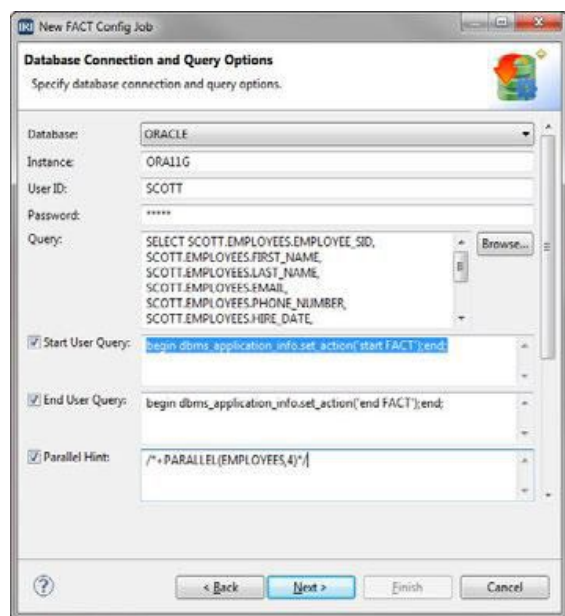 IRI New FACT Config Job
Database Connection and Query Options
Specify database connection and query options.
Database: ORACLE
Instance: ORA11G
User ID: SCOTT
Password: *****
Query: SELECT SCOTT.EMPLOYEES.EMPLOYEE_SID,
SCOTT.EMPLOYEES.FIRST_NAME,
SCOTT.EMPLOYEES.LAST_NAME,
SCOTT.EMPLOYEES.EMAIL,
SCOTT.EMPLOYEES.PHONE_NUMBER,
SCOTT.EMPLOYEES.HIRE_DATE,
Browse...
Start User Query: begin dbms_application_info.set_action('start FACT');end;
End User Query: begin dbms_application_info.set_action('end FACT');end;
Parallel Hint: /*+PARALLEL(EMPLOYEES,4)*/
? < Back Next > Finish Cancel